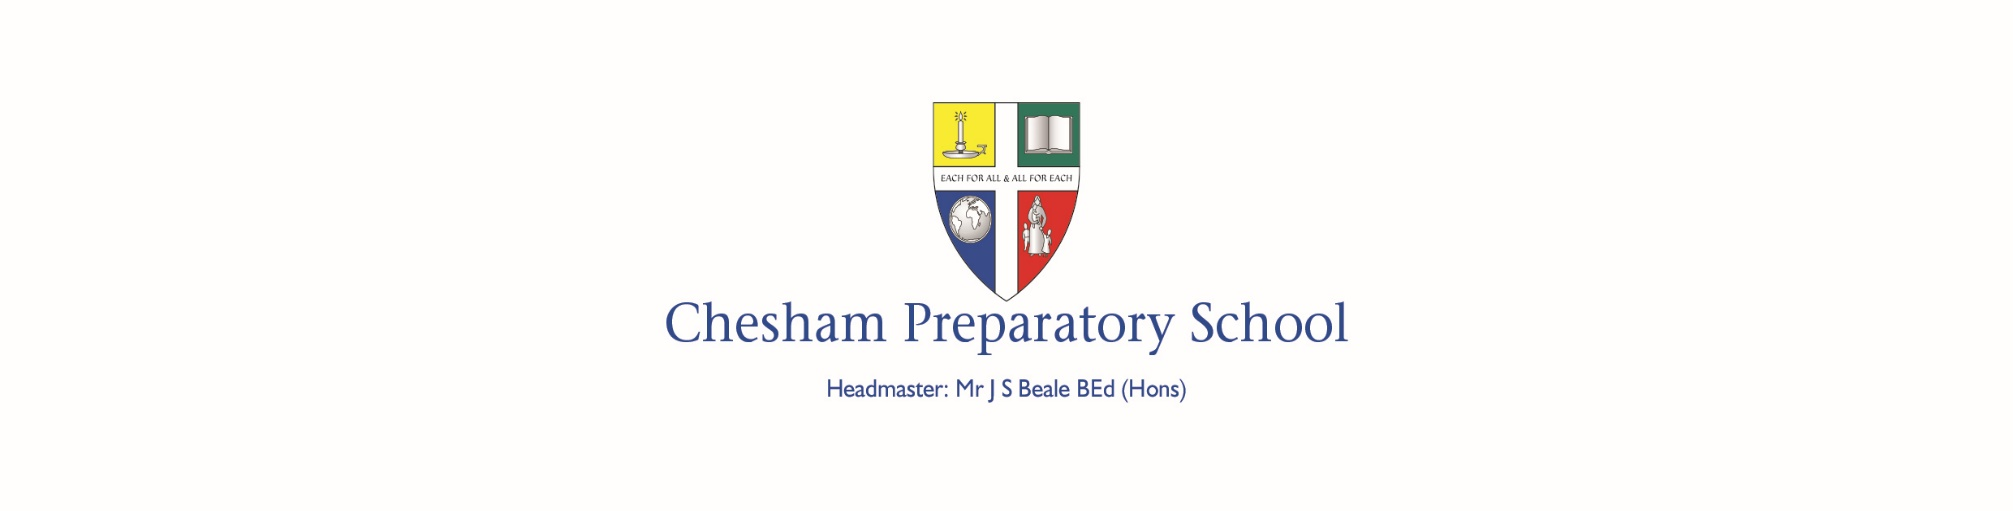 EACH FOR ALL & ALL FOR EACH
Chesham Preparatory School
Headmaster: Mr J S Beale BEd (Hons)